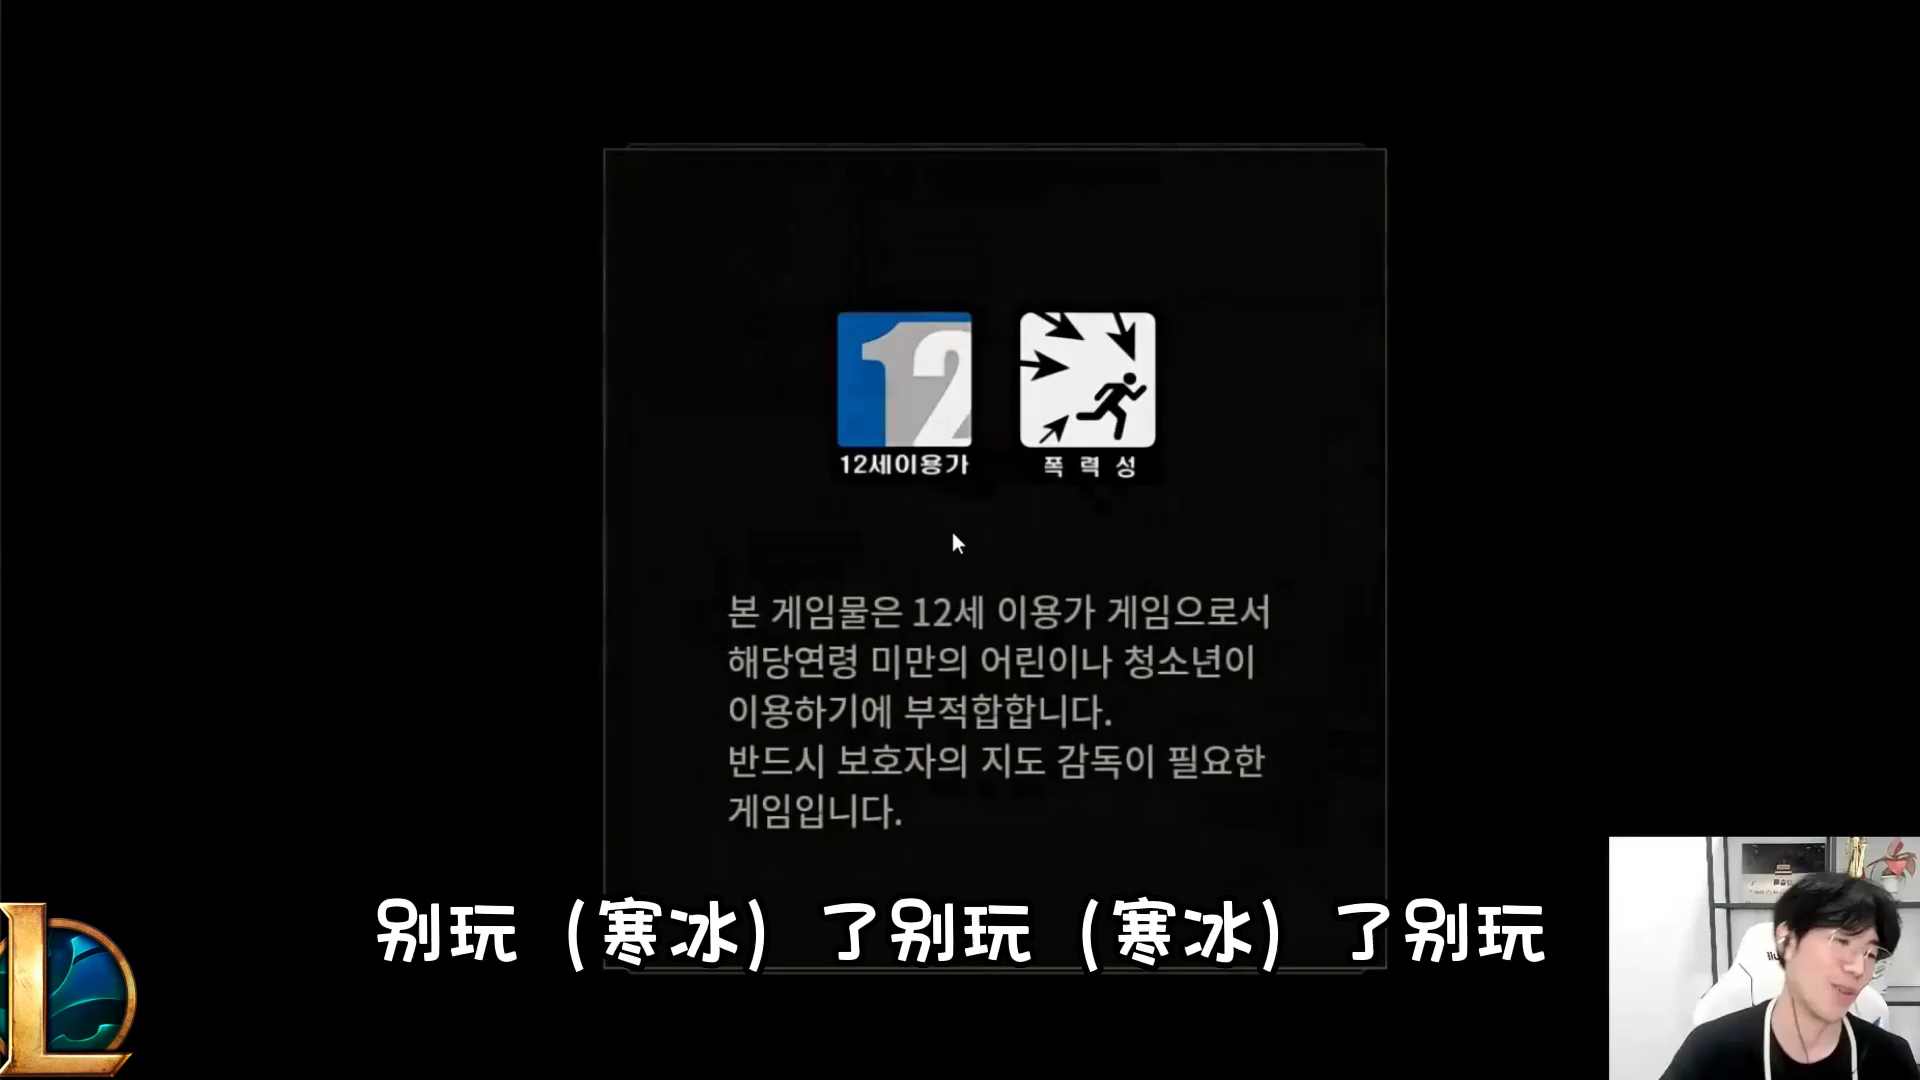 12
12세이용가
폭력성
본 게임물은 12세 이용가 게임으로서
해당연령 미만의 어린이나 청소년이
이용하기에 부적합합니다.
반드시 보호자의 지도 감독이 필요한
게임입니다.
别玩（寒冰）了别玩（寒冰）了别玩